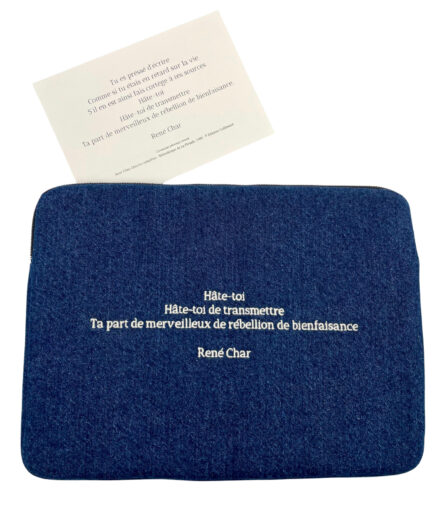 Tu es pressé d'écrire
Comme si tu étais en retard sur la vie
S'il en est ainsi fais cortège à tes sources
Hâte-toi
Hâte-toi de transmettre
Ta part de merveilleux de rébellion de bienfaisance.
René Char
Hâte-toi
Hâte-toi de transmettre
Ta part de merveilleux de rébellion de bienfaisance
René Char